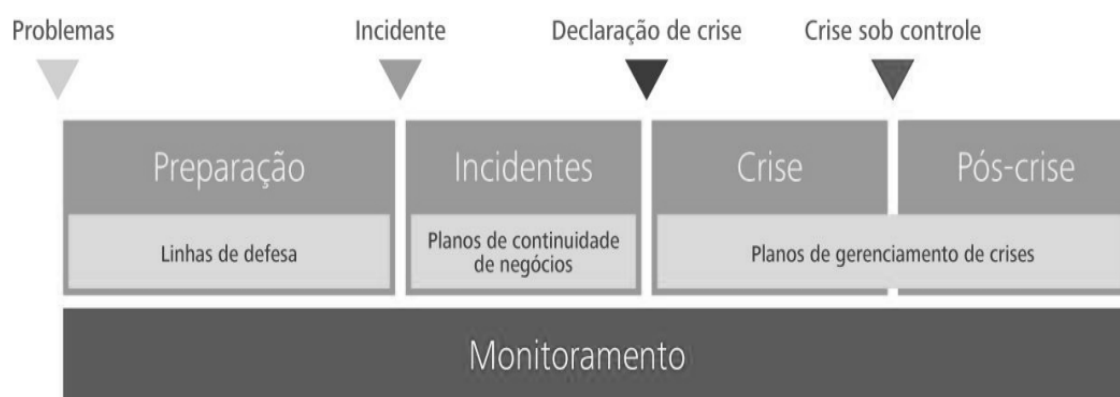 Problemas
Incidente
Declaração de crise
Crise sob controle
Preparação
Incidentes
Crise
Pós-crise
Linhas de defesa
Planos de continuidade
de negócios
Planos de gerenciamento de crises
Monitoramento